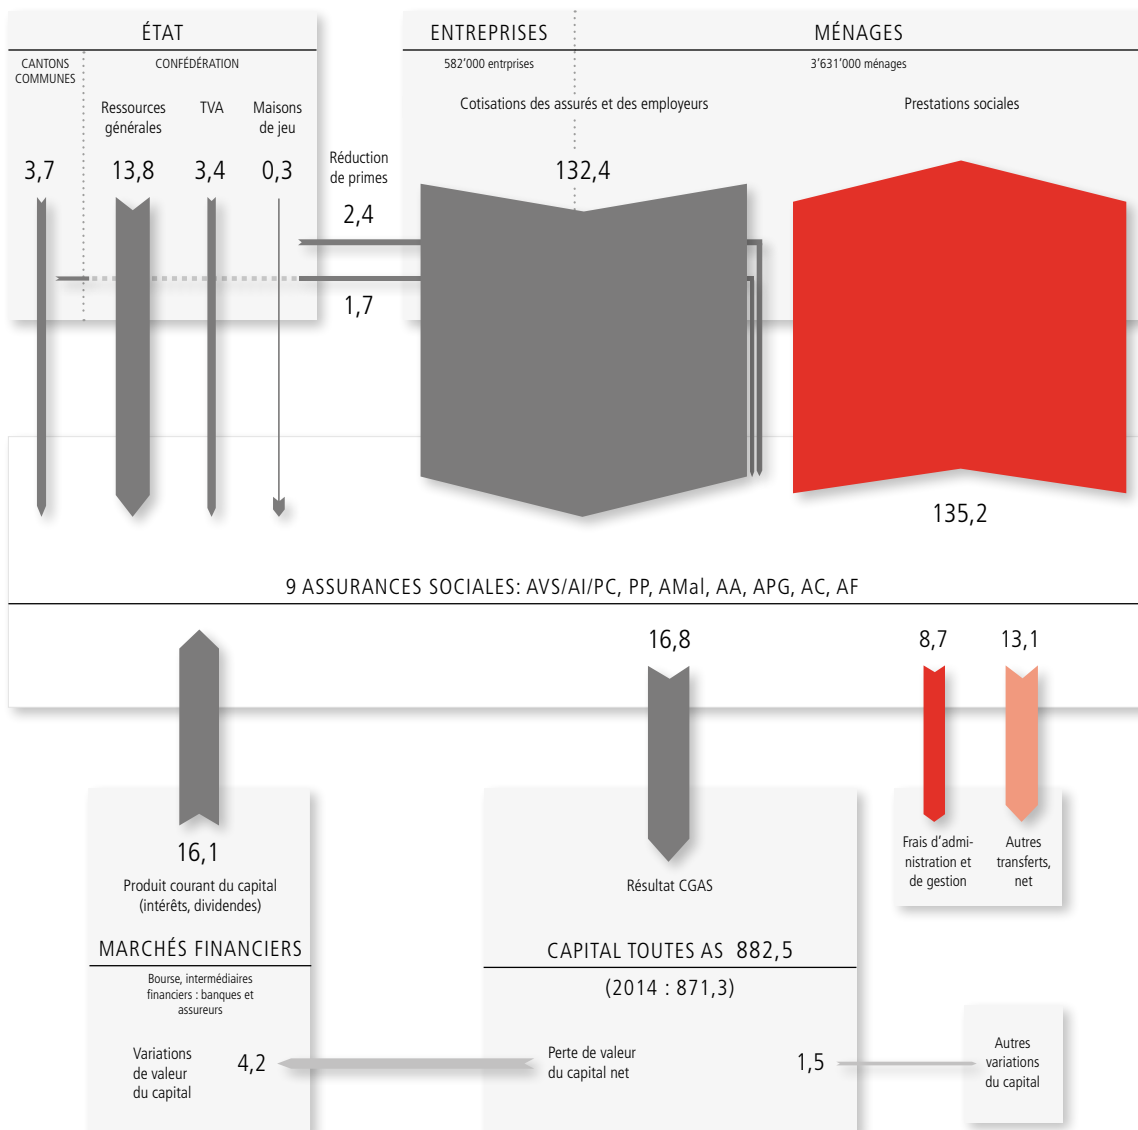 ÉTAT
CANTONS
COMMUNES
CONFÉDÉRATION
Ressources
générales
TVA
Maisons
de jeu
3,7
13,8
3,4
0,3
Réduction
de primes
2,4
1,7
ENTREPRISES
MÉNAGES
582'000 entrprises
3'631'000 ménages
Cotisations des assurés et des employeurs
Prestations sociales
132,4
135,2
9 ASSURANCES SOCIALES: AVS/AI/PC, PP, AMal, AA, APG, AC, AF
16,8
8,7
13,1
16,1
Produit courant du capital
(intérêts, dividendes)
Résultat CGAS
Frais d'admi-
nistration et
de gestion
Autres
transferts,
net
MARCHÉS FINANCIERS
Bourse, intermédiaires
financiers : banques et
assureurs
CAPITAL TOUTES AS 882,5
(2014 : 871,3)
Variations
de valeur
du capital
4,2
Perte de valeur
du capital net
1,5
Autres
variations
du capital